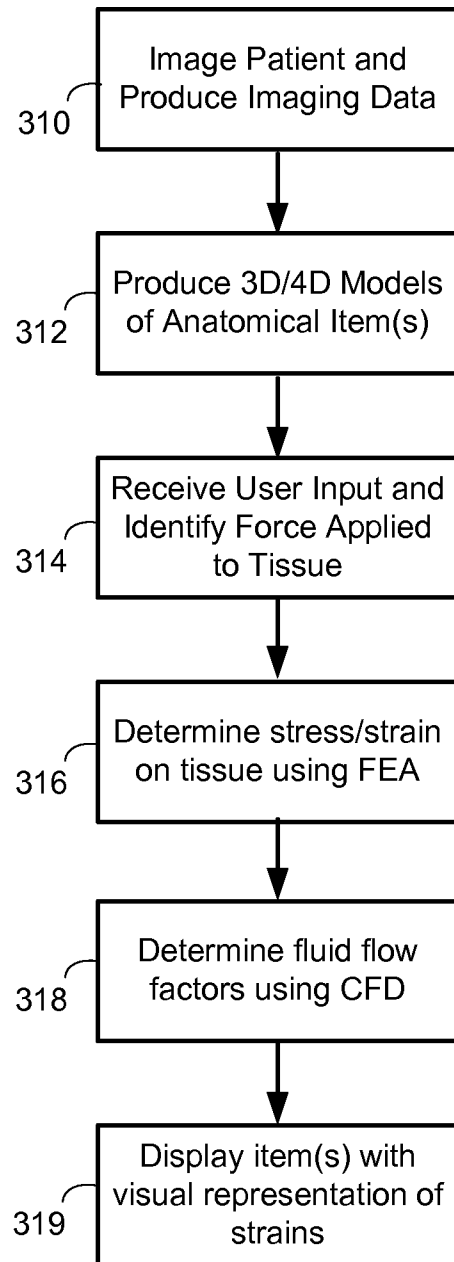 Image Patient and
Produce Imaging Data
310
Produce 3D/4D Models
of Anatomical Item(s)
312
Receive User Input and
Identify Force Applied
to Tissue
314
Determine stress/strain
on tissue using FEA
316
Determine fluid flow
factors using CFD
318
Display item(s) with
visual representation of
strains
319